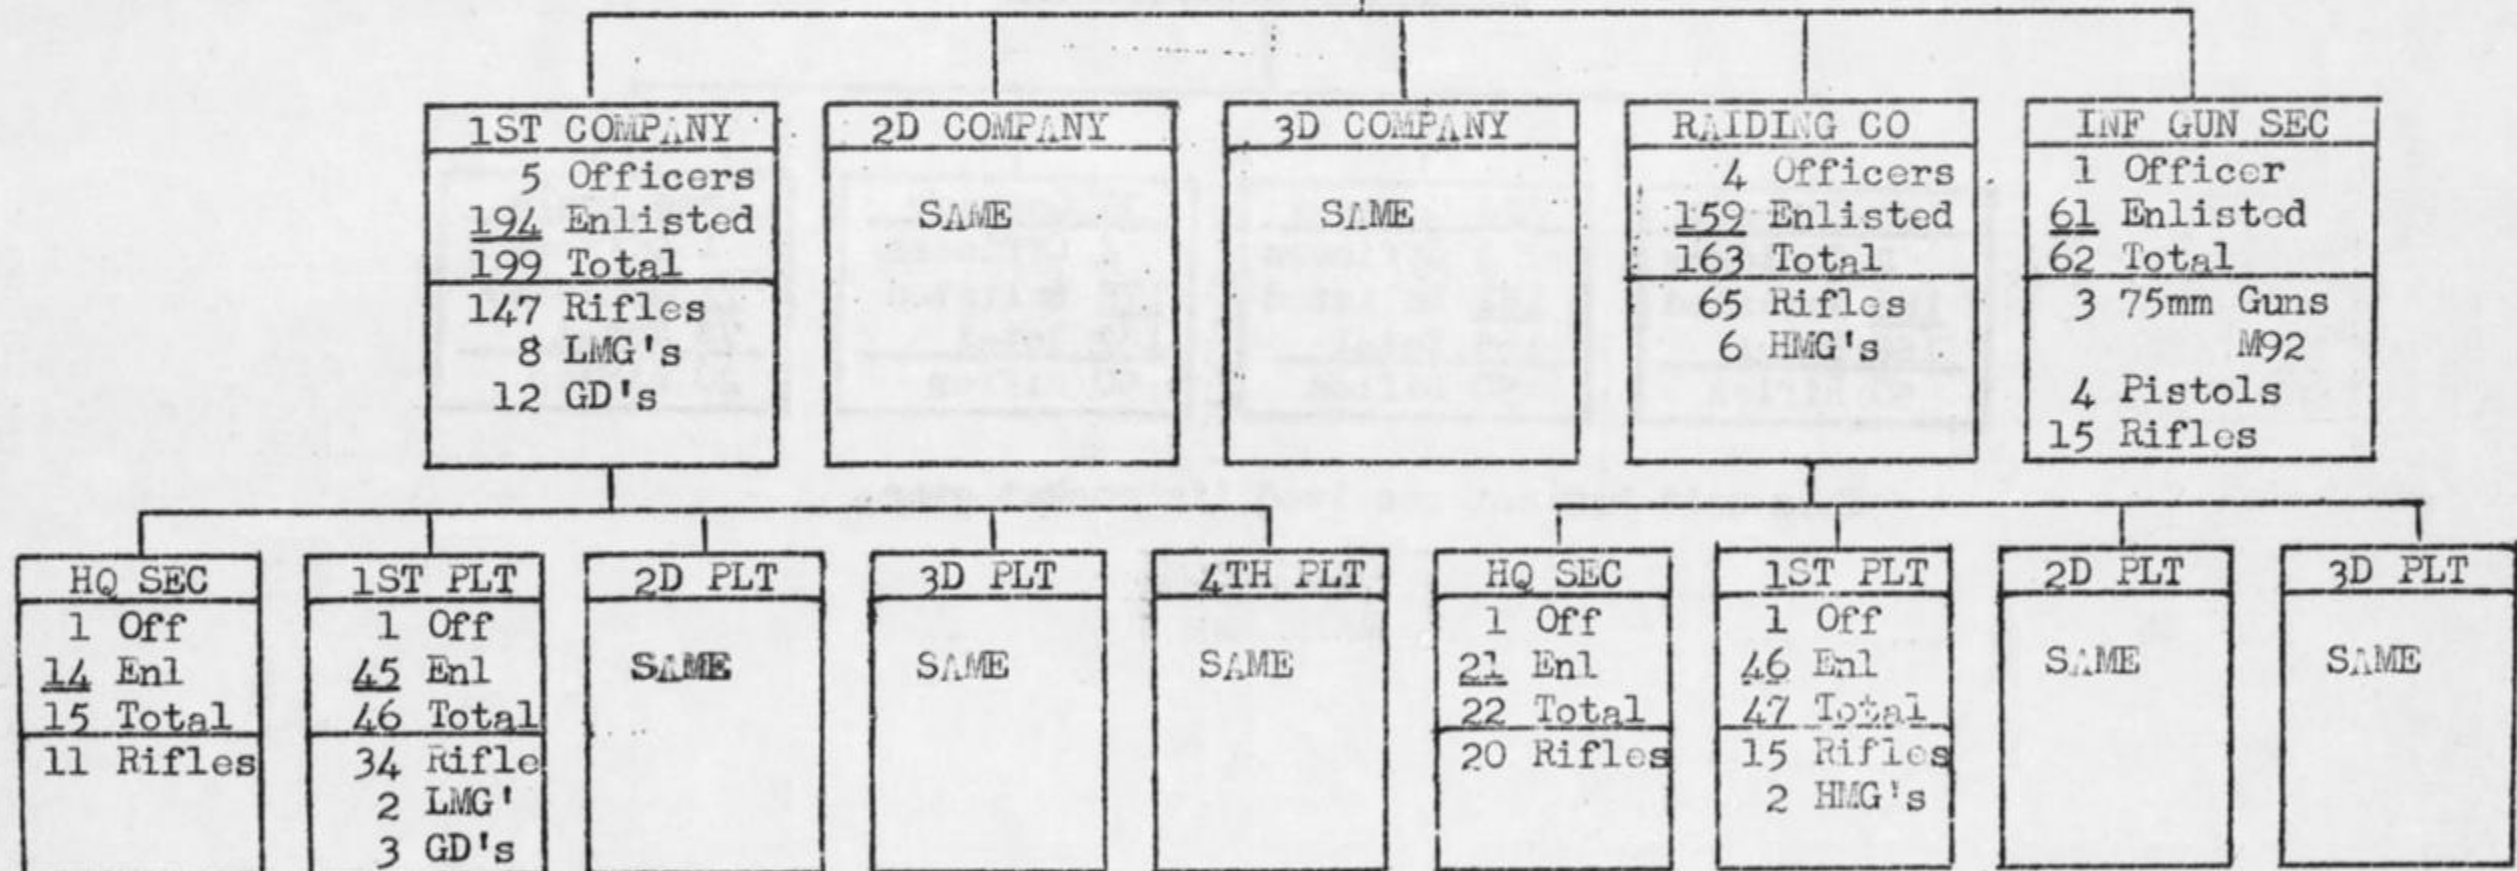 1ST COMPANY
5 Officers
194 Enlisted
199 Total
147 Rifles
8 LMG's
12 GD's
2D COMPANY
SAME
3D COMPANY
SAME
RAIDING CO
4 Officers
159 Enlisted
163 Total
65 Rifles
6 HMG's
INF GUN SEC
1 Officer
61 Enlisted
62 Total
3 75mm Guns
M92
4 Pistols
15 Rifles
HQ SEC
1 Off
14 Enl
15 Total
11 Rifles
1ST PLT
1 Off
45 Enl
46 Total
34 Rifle
2 LMG'
3 GD's
2D PLT
SAME
3D PLT
SAME
4TH PLT
SAME
HQ SEC
1 Off
21 Enl
22 Total
20 Rifles
1ST PLT
1 Off
46 Enl
47 Total
15 Rifles
2 HMG's
2D PLT
SAME
3D PLT
SAME